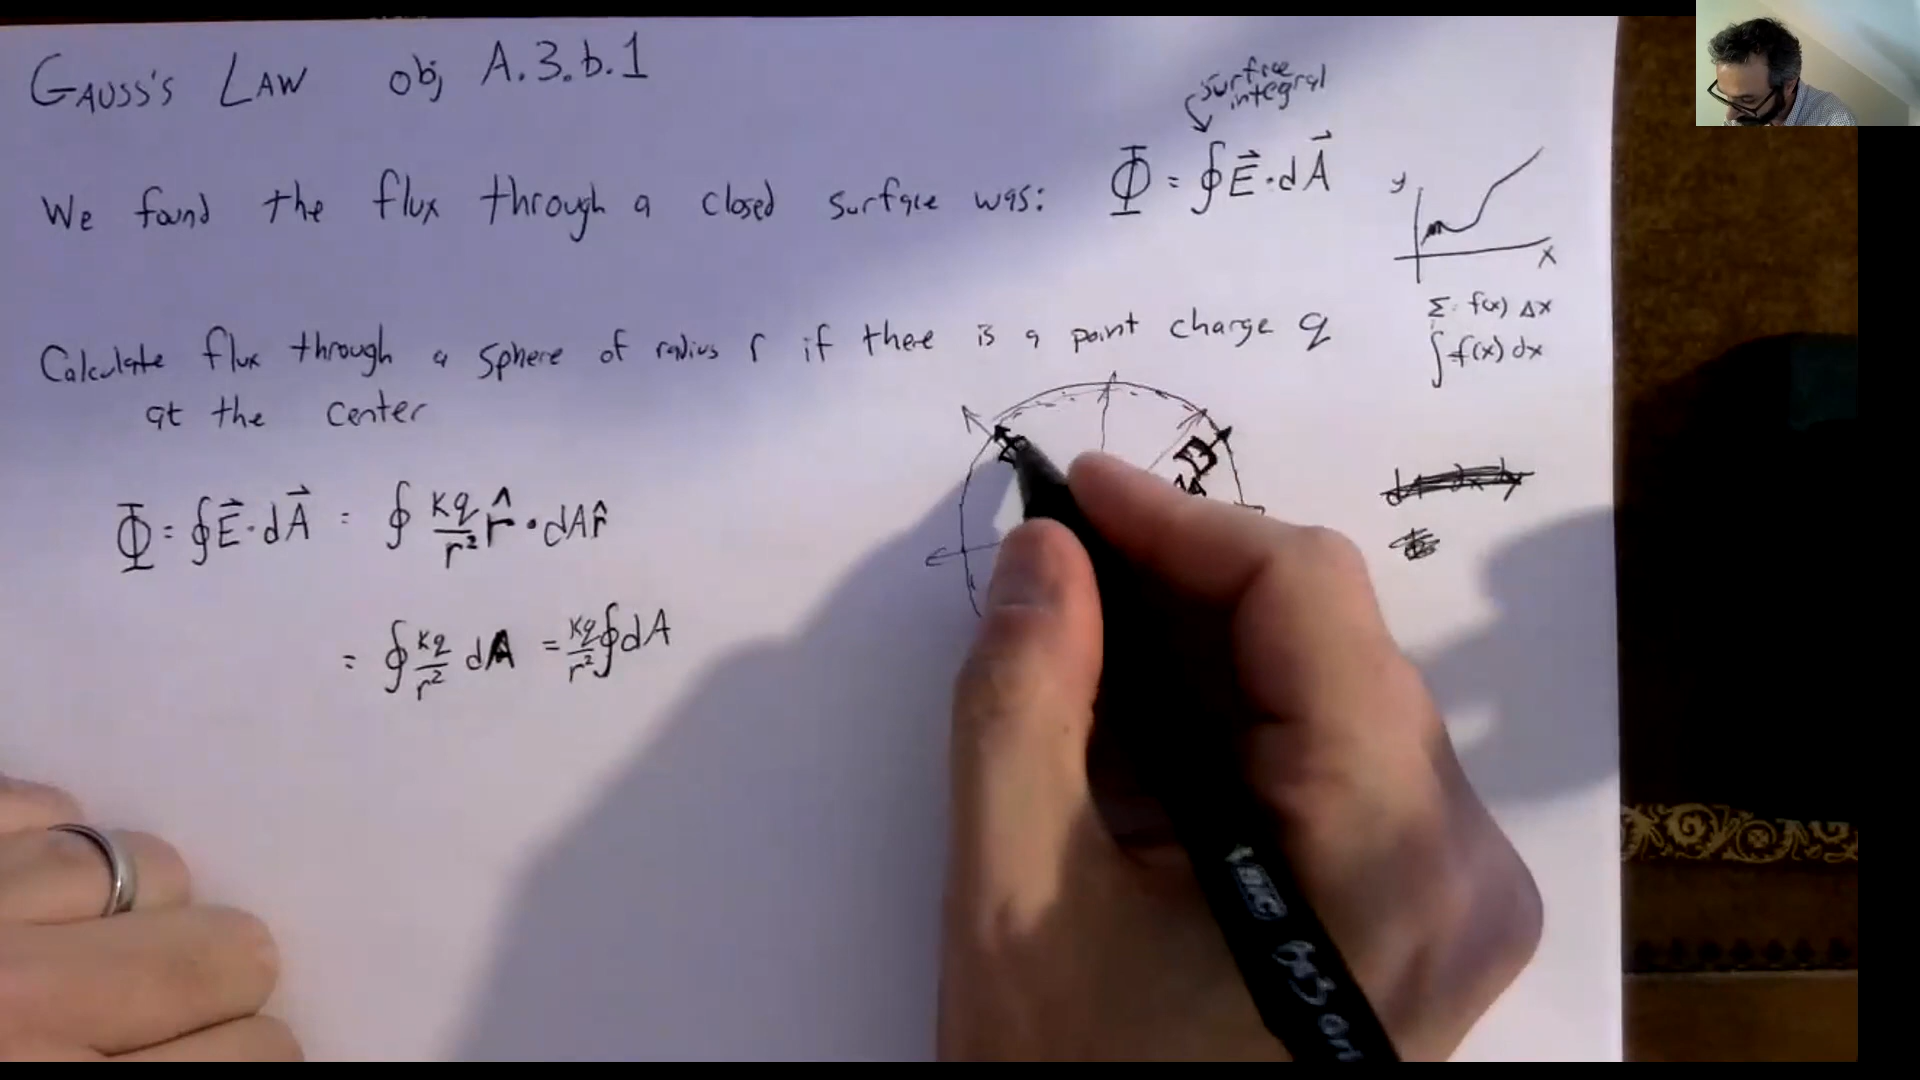 GAUSS'S LAW obj A.3.b.1
surface integral
We found the flux through a closed surface was: Φ = ∮E⃗·dA⃗
y
x
Σ f(x) Δx
∫f(x) dx
Calculate flux through a sphere of radius r if there is a point charge q
at the center
Φ = ∮E⃗·dA⃗ = ∮ kq/r² r̂ · dA r̂
= ∮ kq/r² dA = kq/r² ∮dA
BIC